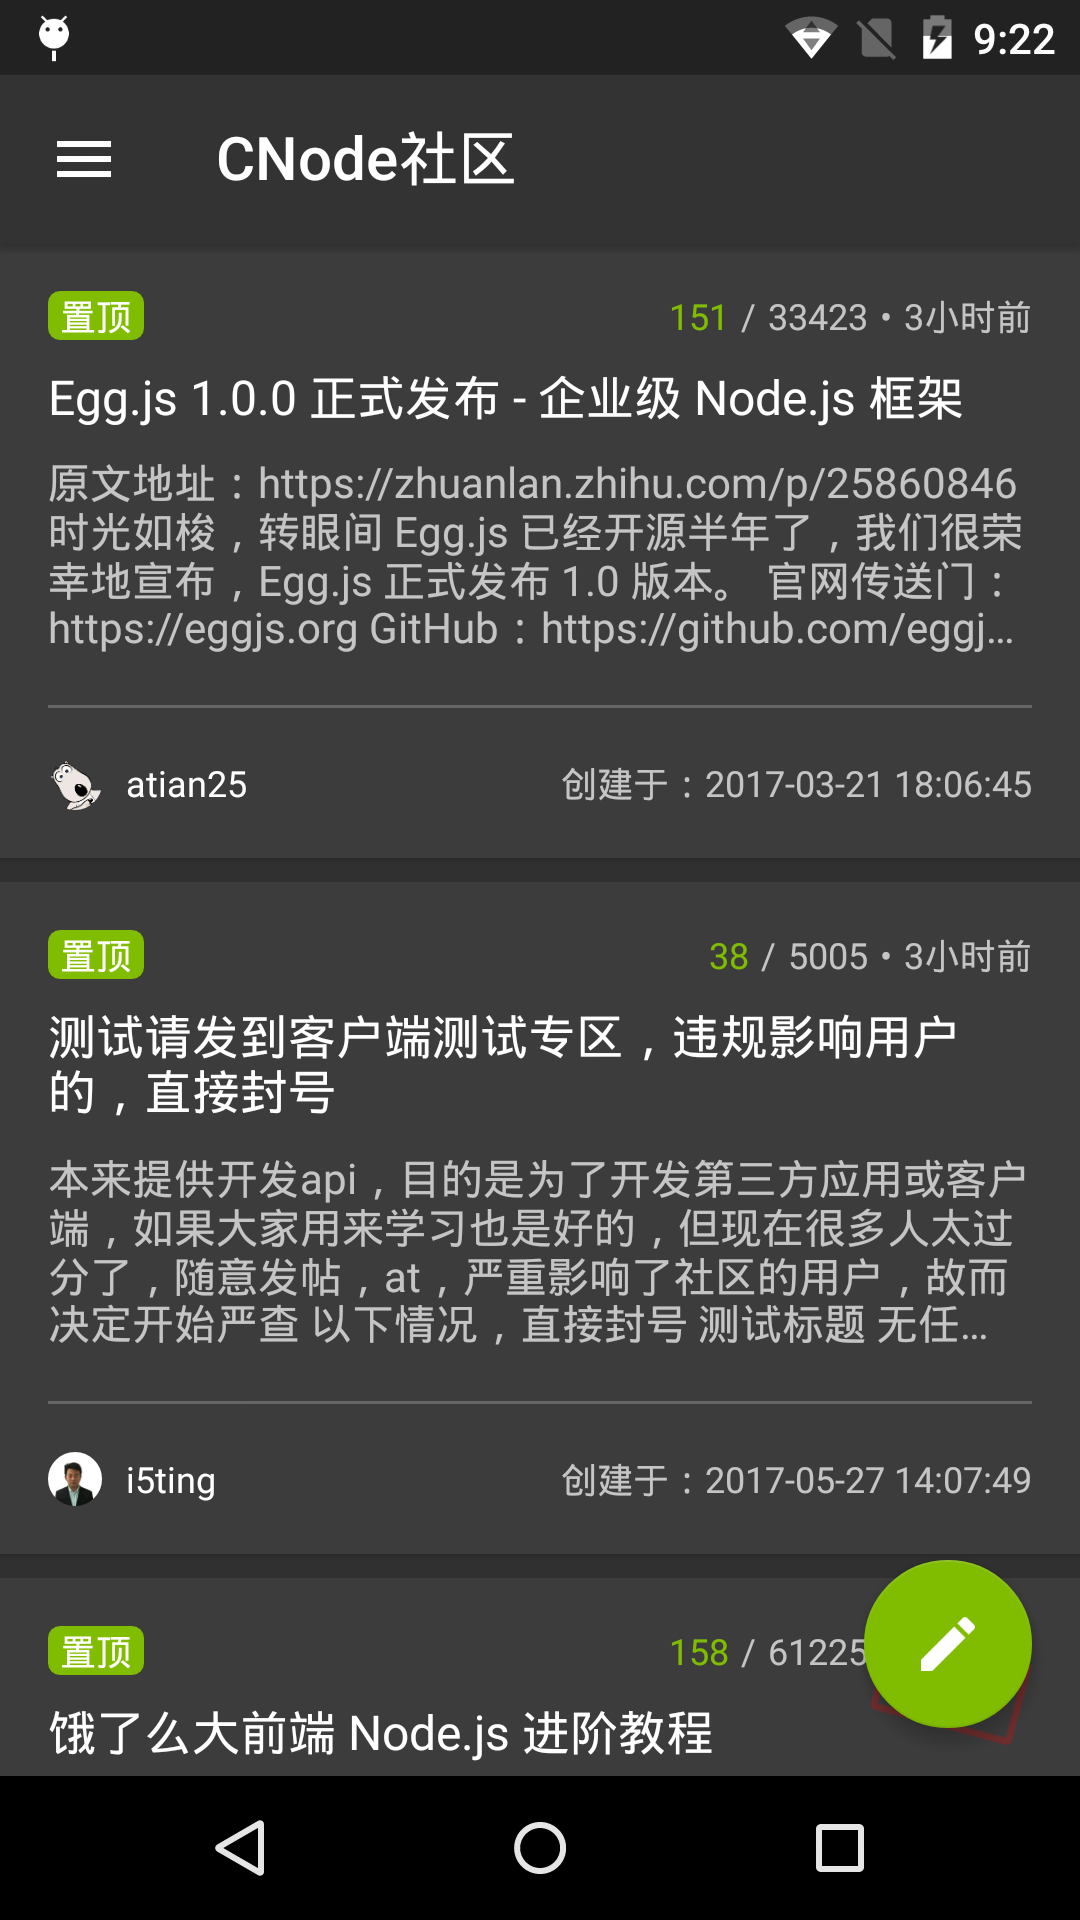 9:22
CNode社区
置顶
151 / 33423 • 3小时前
Egg.js 1.0.0 正式发布 - 企业级 Node.js 框架
原文地址：https://zhuanlan.zhihu.com/p/25860846
时光如梭，转眼间 Egg.js 已经开源半年了，我们很荣
幸地宣布，Egg.js 正式发布 1.0 版本。 官网传送门：
https://eggjs.org GitHub：https://github.com/eggj...
atian25
创建于：2017-03-21 18:06:45
置顶
38 / 5005 • 3小时前
测试请发到客户端测试专区，违规影响用户
的，直接封号
本来提供开发api，目的是为了开发第三方应用或客户
端，如果大家用来学习也是好的，但现在很多人太过
分了，随意发帖，at，严重影响了社区的用户，故而
决定开始严查 以下情况，直接封号 测试标题 无任...
i5ting
创建于：2017-05-27 14:07:49
置顶
158 / 61225
饿了么大前端 Node.js 进阶教程